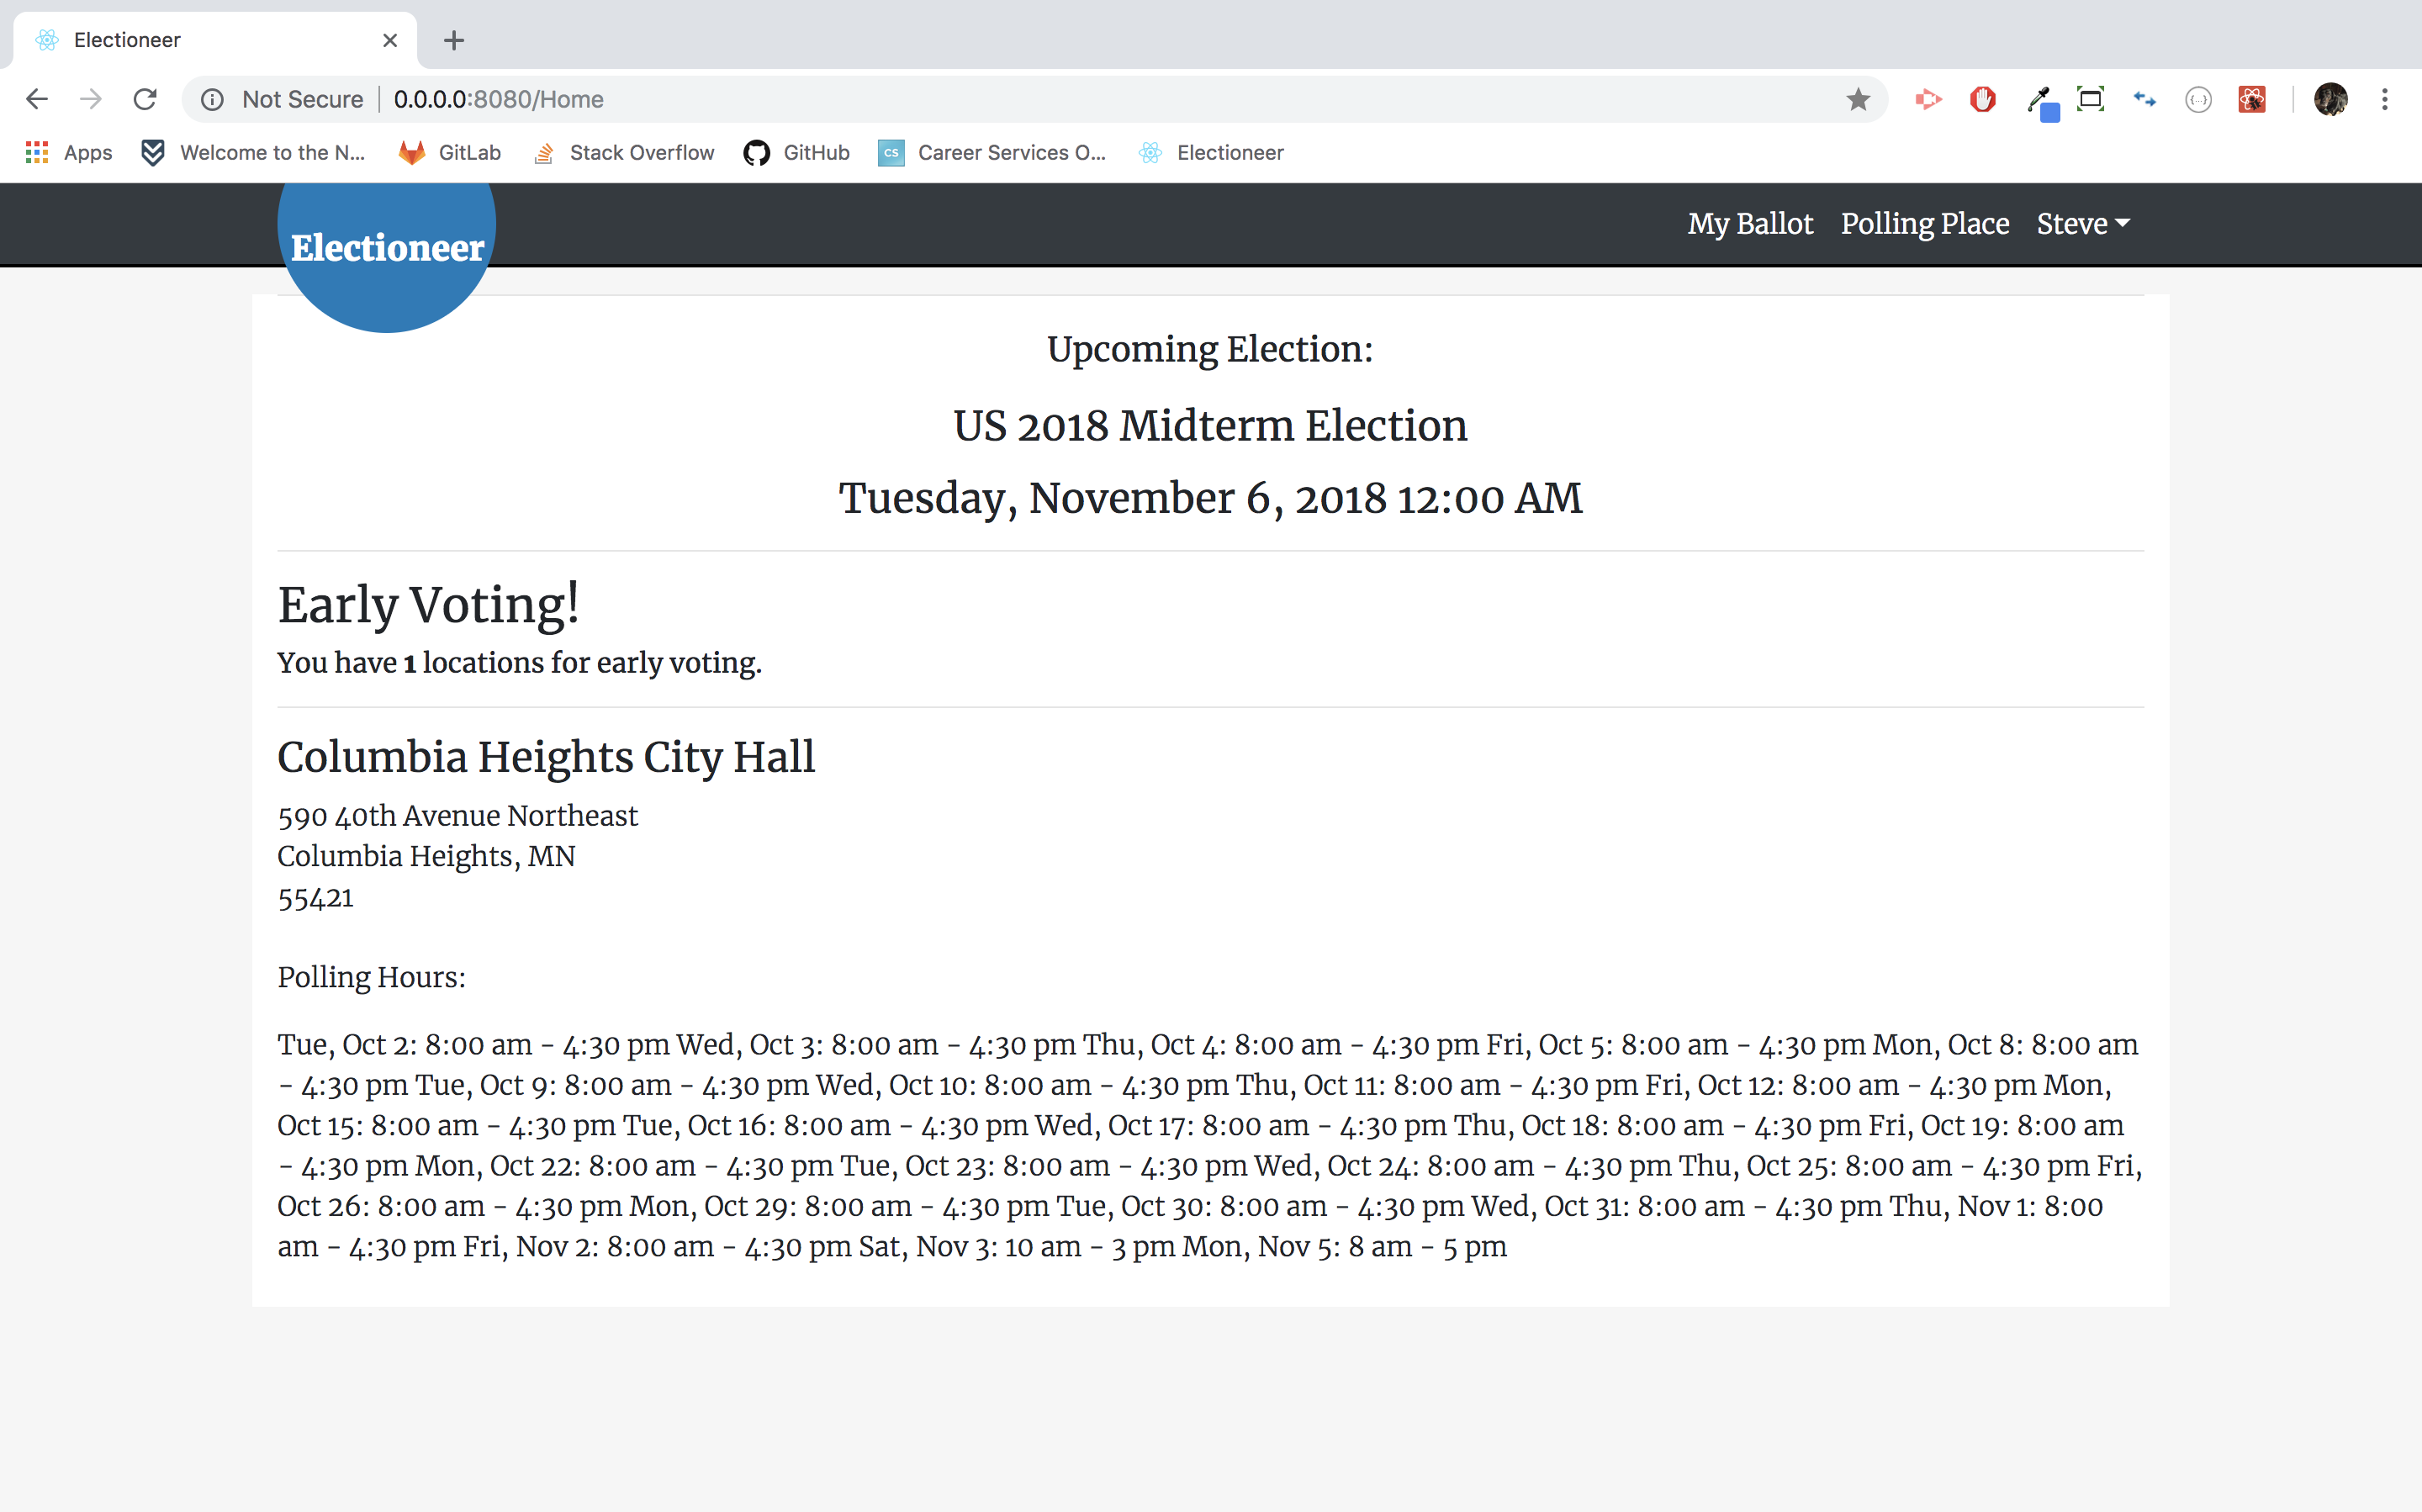 Electioneer
Not Secure 0.0.0.0:8080/Home
Apps Welcome to the N... GitLab Stack Overflow GitHub CS Career Services O... Electioneer
Electioneer My Ballot Polling Place Steve
Upcoming Election:
US 2018 Midterm Election
Tuesday, November 6, 2018 12:00 AM
Early Voting!
You have 1 locations for early voting.
Columbia Heights City Hall
590 40th Avenue Northeast
Columbia Heights, MN
55421
Polling Hours:
Tue, Oct 2: 8:00 am - 4:30 pm Wed, Oct 3: 8:00 am - 4:30 pm Thu, Oct 4: 8:00 am - 4:30 pm Fri, Oct 5: 8:00 am - 4:30 pm Mon, Oct 8: 8:00 am
- 4:30 pm Tue, Oct 9: 8:00 am - 4:30 pm Wed, Oct 10: 8:00 am - 4:30 pm Thu, Oct 11: 8:00 am - 4:30 pm Fri, Oct 12: 8:00 am - 4:30 pm Mon,
Oct 15: 8:00 am - 4:30 pm Tue, Oct 16: 8:00 am - 4:30 pm Wed, Oct 17: 8:00 am - 4:30 pm Thu, Oct 18: 8:00 am - 4:30 pm Fri, Oct 19: 8:00 am
- 4:30 pm Mon, Oct 22: 8:00 am - 4:30 pm Tue, Oct 23: 8:00 am - 4:30 pm Wed, Oct 24: 8:00 am - 4:30 pm Thu, Oct 25: 8:00 am - 4:30 pm Fri,
Oct 26: 8:00 am - 4:30 pm Mon, Oct 29: 8:00 am - 4:30 pm Tue, Oct 30: 8:00 am - 4:30 pm Wed, Oct 31: 8:00 am - 4:30 pm Thu, Nov 1: 8:00
am - 4:30 pm Fri, Nov 2: 8:00 am - 4:30 pm Sat, Nov 3: 10 am - 3 pm Mon, Nov 5: 8 am - 5 pm